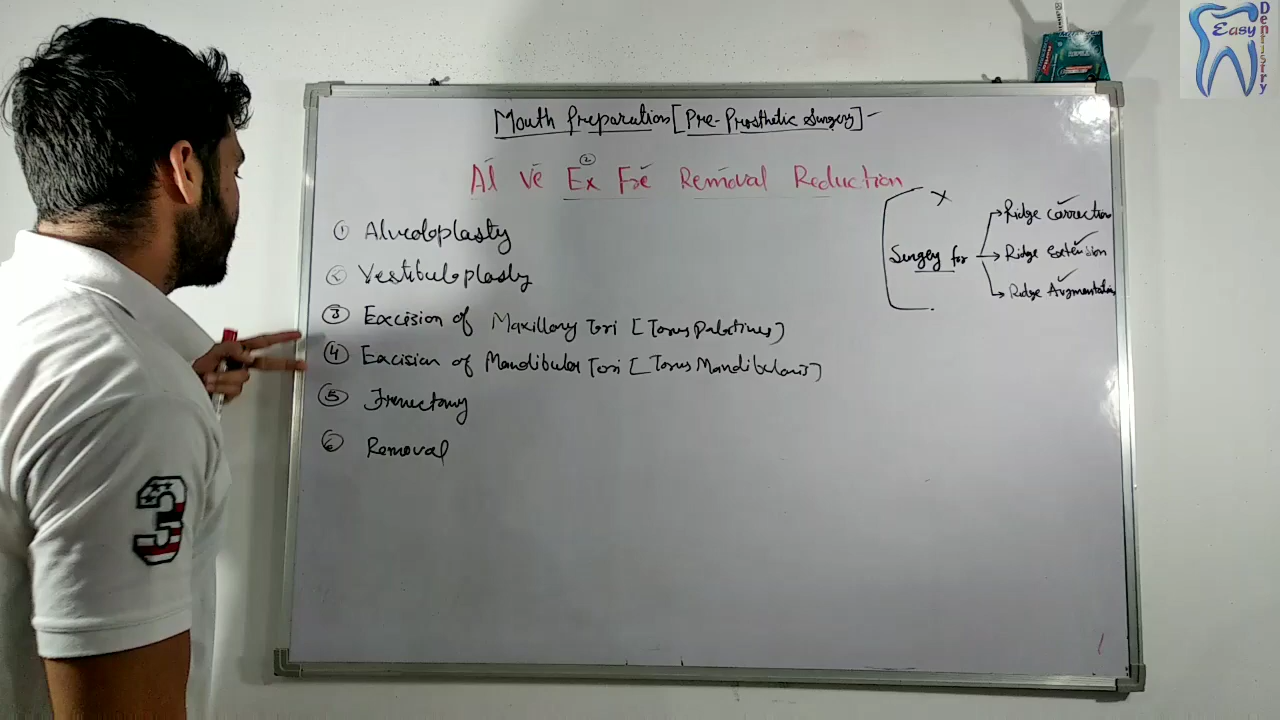 Easy
Dentistry
Mouth Preparation [Pre-Prosthetic Surgery] -
②
Al Ve Ex Fre Removal Reduction
① Alveoloplasty
② Vestibuloplasty
③ Excision of Maxillary Tori [Torus Palatinus]
④ Excision of Mandibular Tori [Torus Mandibularis]
⑤ Frenectomy
⑥ Removal
Surgery for
Ridge Correction
Ridge Extension
Ridge Augmentation
3